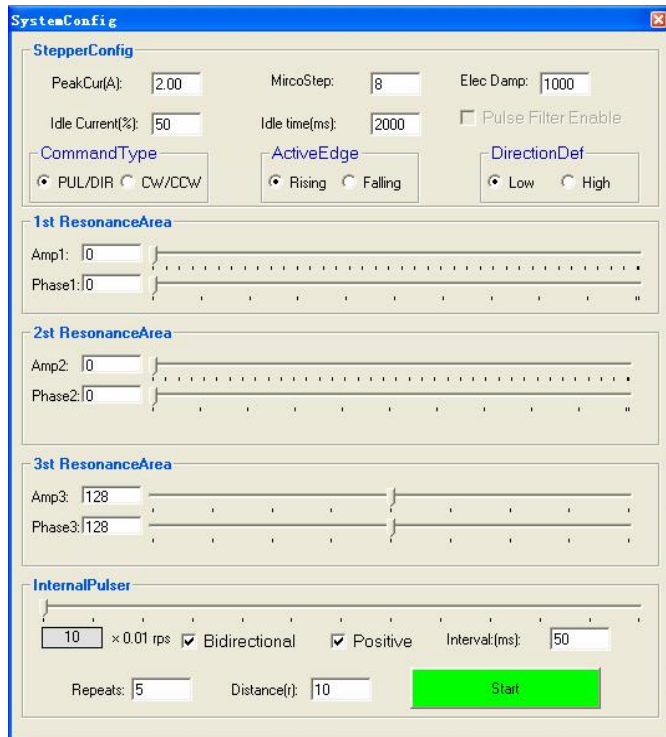 SystemConfig
StepperConfig
PeakCur(A): 2.00 MircoStep: 8 Elec Damp: 1000
Idle Current(%): 50 Idle time(ms): 2000 Pulse Filter Enable
CommandType ActiveEdge DirectionDef
PUL/DIR CW/CCW Rising Falling Low High
1st ResonanceArea
Amp1: 0
Phase1: 0
2st ResonanceArea
Amp2: 0
Phase2: 0
3st ResonanceArea
Amp3: 128
Phase3: 128
InternalPulser
10 × 0.01 rps Bidirectional Positive Interval:(ms): 50
Repeats: 5 Distance(r): 10 Start